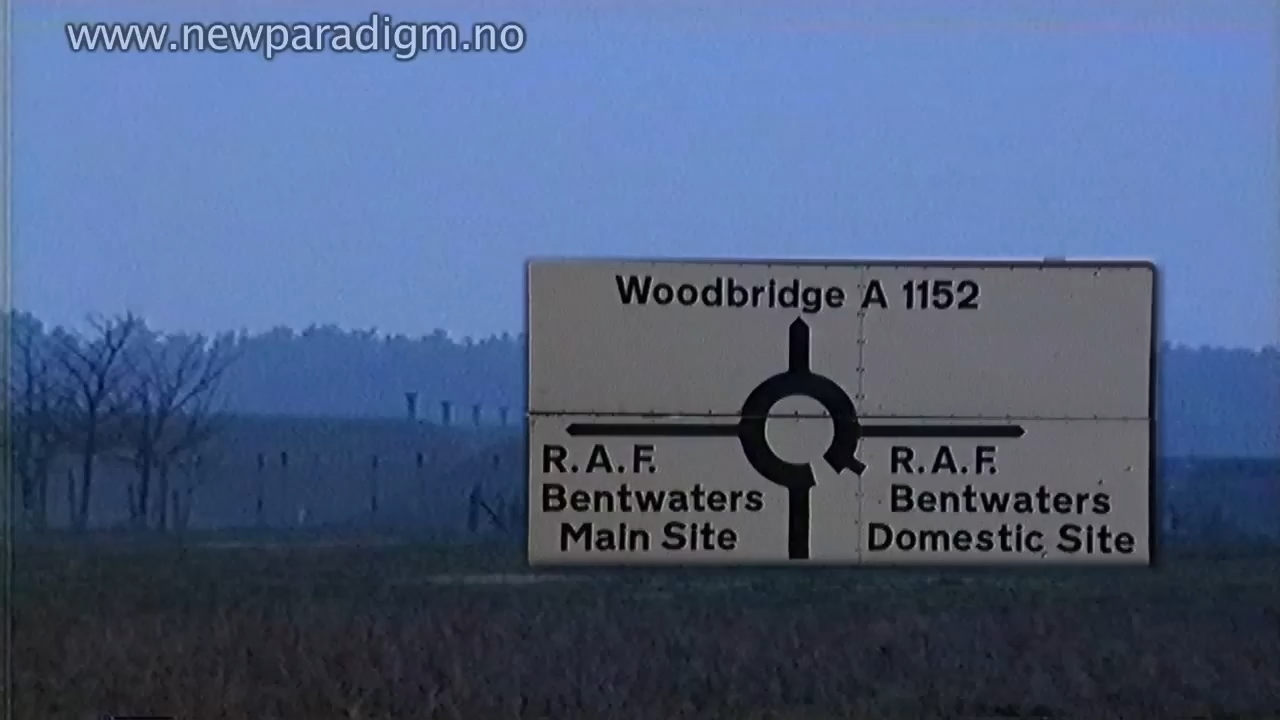 www.newparadigm.no
Woodbridge A 1152
R.A.F.
Bentwaters
Main Site
R.A.F.
Bentwaters
Domestic Site